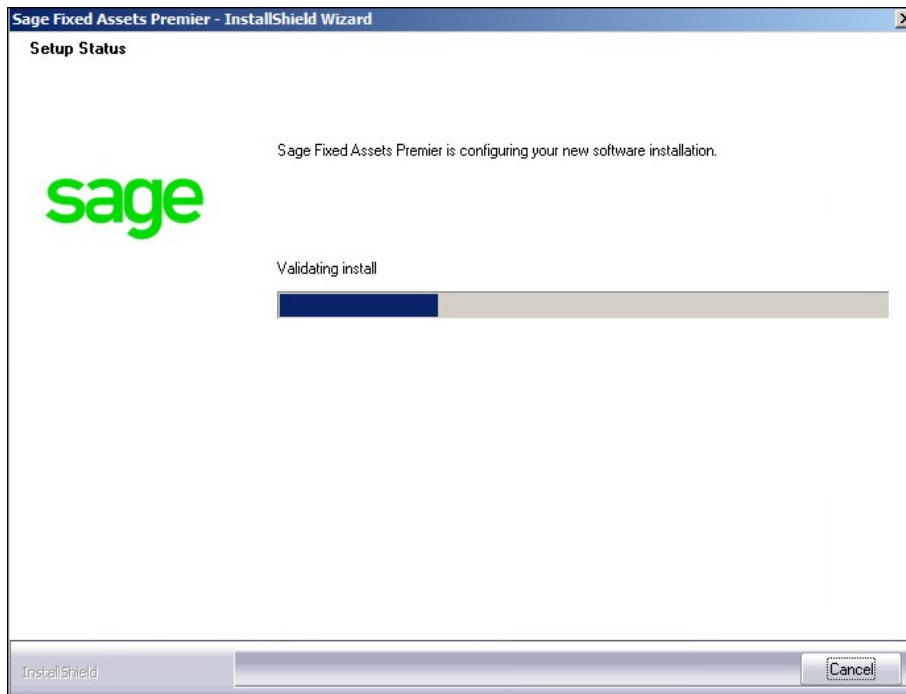 Sage Fixed Assets Premier - InstallShield Wizard
Setup Status
Sage Fixed Assets Premier is configuring your new software installation.
sage
Validating install
InstallShield
Cancel